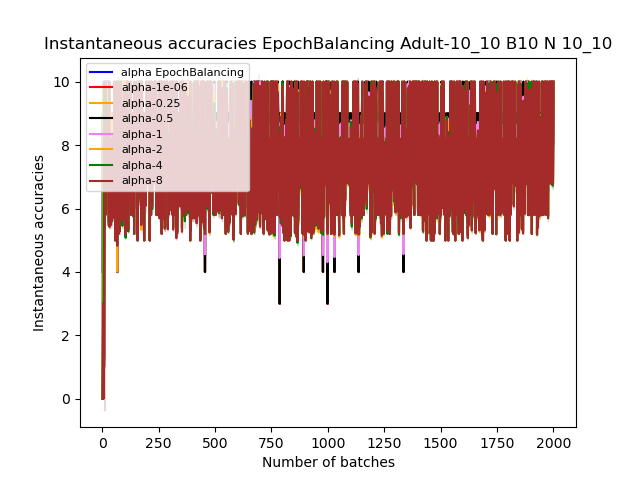 Instantaneous accuracies EpochBalancing Adult-10_10 B10 N 10_10
alpha EpochBalancing
alpha-1e-06
alpha-0.25
alpha-0.5
alpha-1
alpha-2
alpha-4
alpha-8
Instantaneous accuracies
10
8
6
4
2
0
0 250 500 750 1000 1250 1500 1750 2000
Number of batches